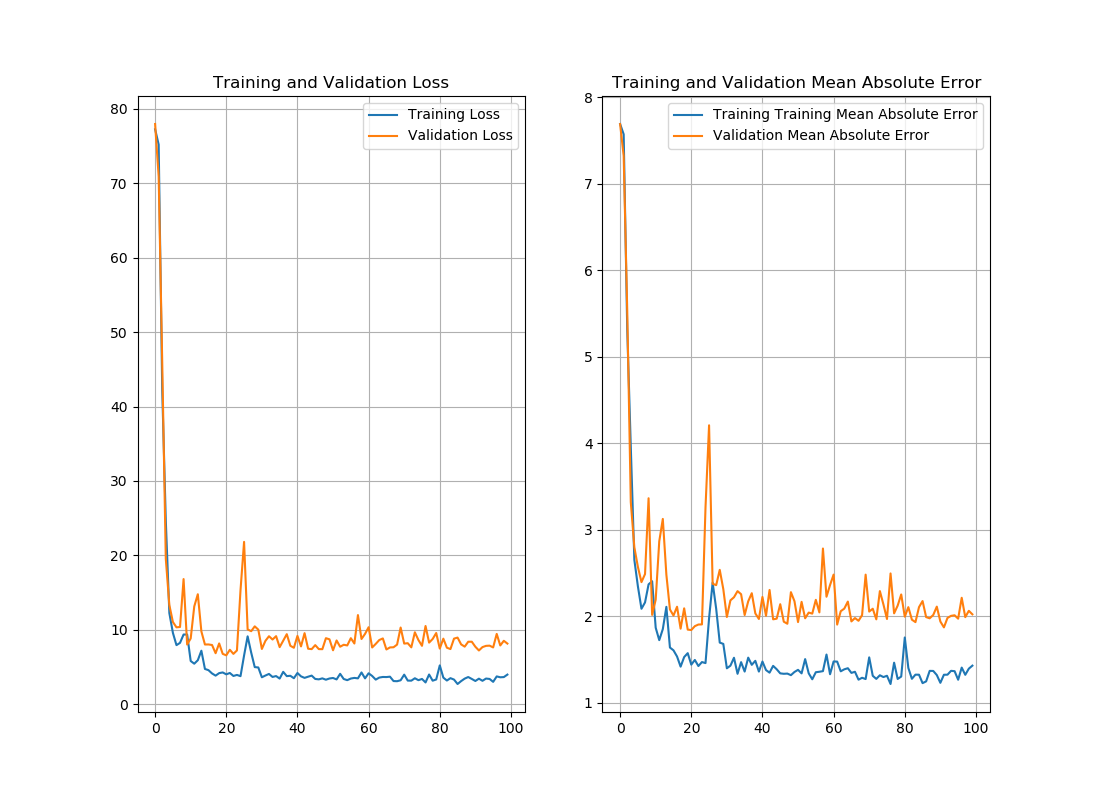 Training and Validation Loss
Training Loss
Validation Loss
80
70
60
50
40
30
20
10
0
0 20 40 60 80 100
Training and Validation Mean Absolute Error
Training Training Mean Absolute Error
Validation Mean Absolute Error
8
7
6
5
4
3
2
1
0 20 40 60 80 100